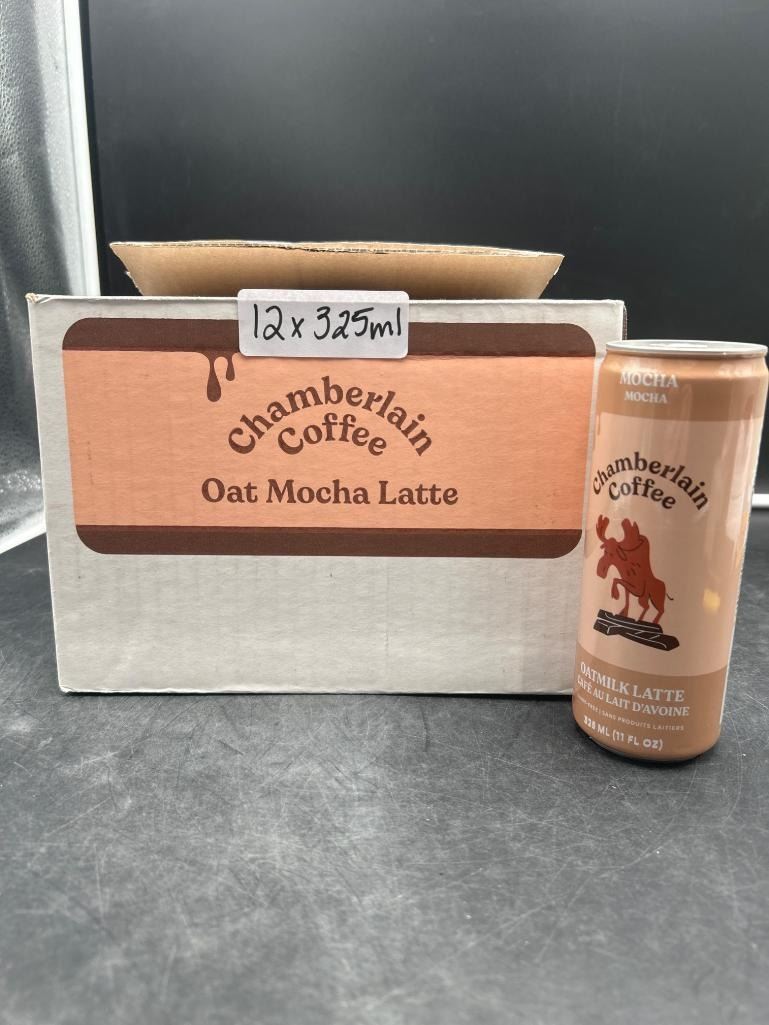 12 x 325ml
Chamberlain
Coffee
Oat Mocha Latte
MOCHA
MOCHA
Chamberlain
Coffee
OATMILK LATTE
CAFÉ AU LAIT D'AVOINE
SANS PRODUITS LAITIERS
325 ML (11 FL OZ)